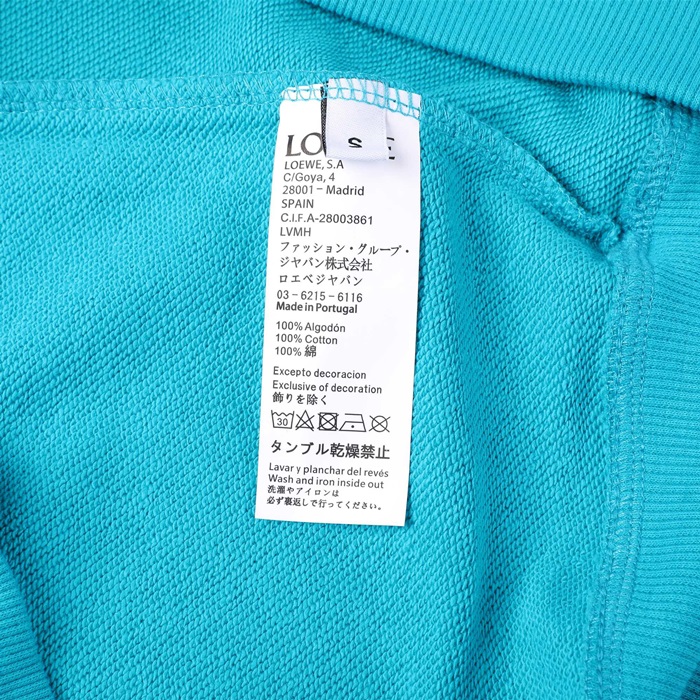 LOEWE
S
LOEWE, S.A
C/Goya, 4
28001 – Madrid
SPAIN
C.I.F.A-28003861
LVMH
ファッション・グループ・
ジャパン株式会社
ロエベジャパン
03 – 6215 – 6116
Made in Portugal
100% Algodón
100% Cotton
100% 綿
Excepto decoracion
Exclusive of decoration
飾りを除く
30
タンブル乾燥禁止
Lavar y planchar del revés
Wash and iron inside out
洗濯やアイロンは
必ず裏返しで行ってください。